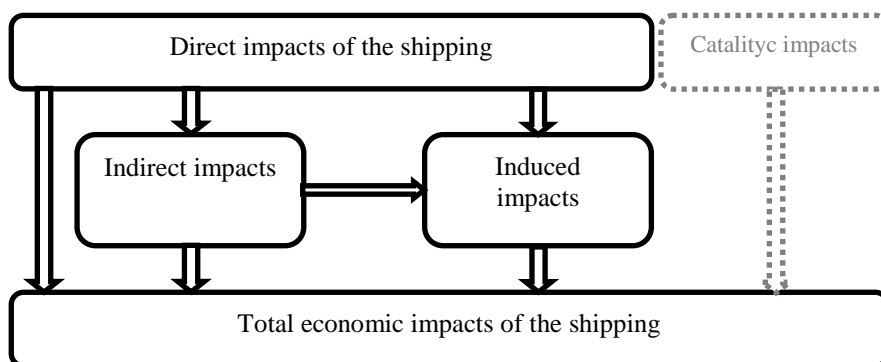 Direct impacts of the shipping
Catalityc impacts
Indirect impacts
Induced
impacts
Total economic impacts of the shipping